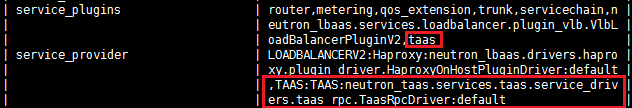 | service_plugins | router,metering,qos_extension,trunk,servicechain,n
| | eutron_lbaas.services.loadbalancer.plugin_vlb.VlbL
| | oadBalancerPluginV2,taas
| service_provider | LOADBALANCERV2:Haproxy:neutron_lbaas.drivers.hapro
| | xy.plugin_driver.HaproxyOnHostPluginDriver:default
| | ,TAAS:TAAS:neutron_taas.services.taas.service_driv
| | ers.taas_rpc.TaasRpcDriver:default